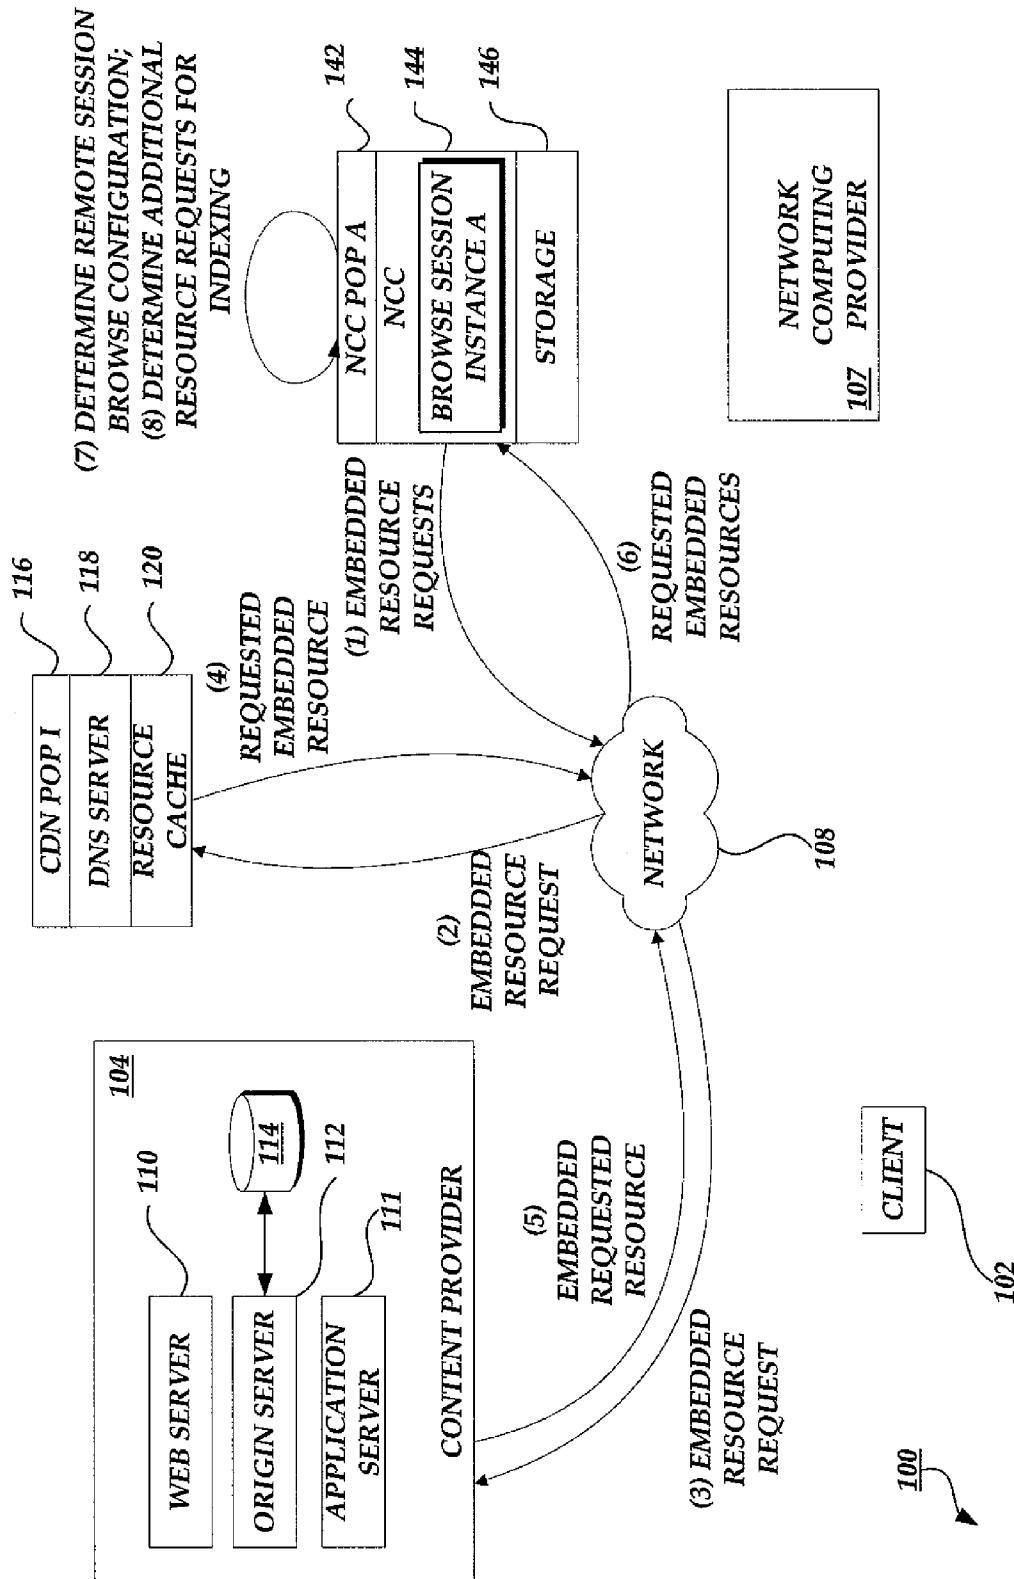 104
110
WEB SERVER
114
ORIGIN SERVER
112
APPLICATION
SERVER
111
CONTENT PROVIDER
CDN POP I
116
DNS SERVER
118
RESOURCE
CACHE
120
(7) DETERMINE REMOTE SESSION
BROWSE CONFIGURATION;
(8) DETERMINE ADDITIONAL
RESOURCE REQUESTS FOR
INDEXING
NCC POP A
142
NCC
144
BROWSE SESSION
INSTANCE A
STORAGE
146
(4)
REQUESTED
EMBEDDED
RESOURCE
(1) EMBEDDED
RESOURCE
REQUESTS
(2)
EMBEDDED
RESOURCE
REQUEST
(6)
REQUESTED
EMBEDDED
RESOURCES
(5)
EMBEDDED
REQUESTED
RESOURCE
(3) EMBEDDED
RESOURCE
REQUEST
NETWORK
108
CLIENT
102
NETWORK
COMPUTING
PROVIDER
107
100